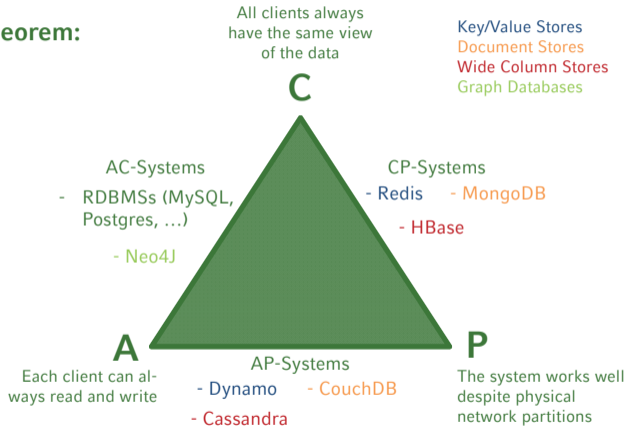 eorem:
All clients always
have the same view
of the data
Key/Value Stores
Document Stores
Wide Column Stores
Graph Databases
C
AC-Systems
- RDBMSs (MySQL,
Postgres, ...)
- Neo4J
CP-Systems
- Redis - MongoDB
- HBase
A
Each client can al-
ways read and write
AP-Systems
- Dynamo - CouchDB
- Cassandra
P
The system works well
despite physical
network partitions